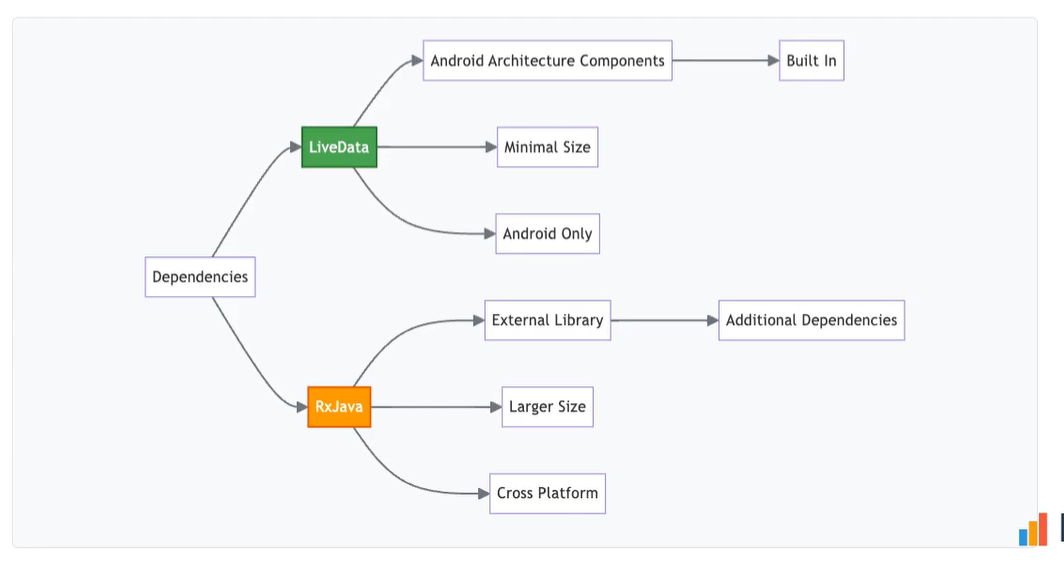 Android Architecture Components
Built In
LiveData
Minimal Size
Android Only
Dependencies
External Library
Additional Dependencies
RxJava
Larger Size
Cross Platform